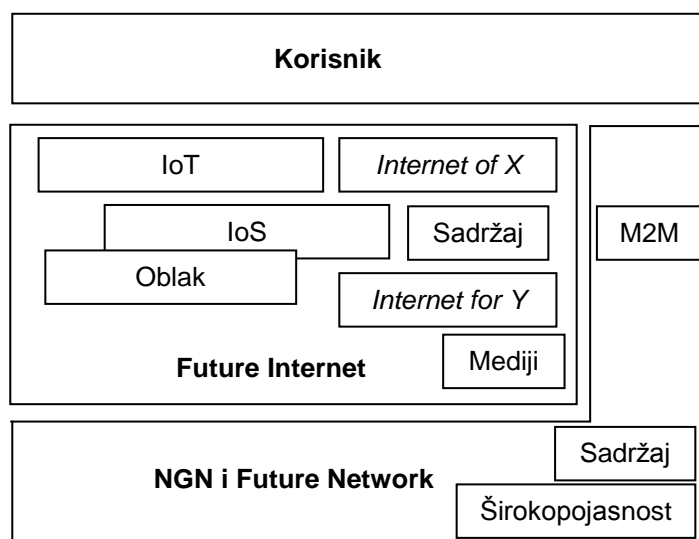 Korisnik
IoT
Internet of X
IoS
Sadržaj
M2M
Oblak
Internet for Y
Future Internet
Mediji
Sadržaj
NGN i Future Network
Širokopojasnost